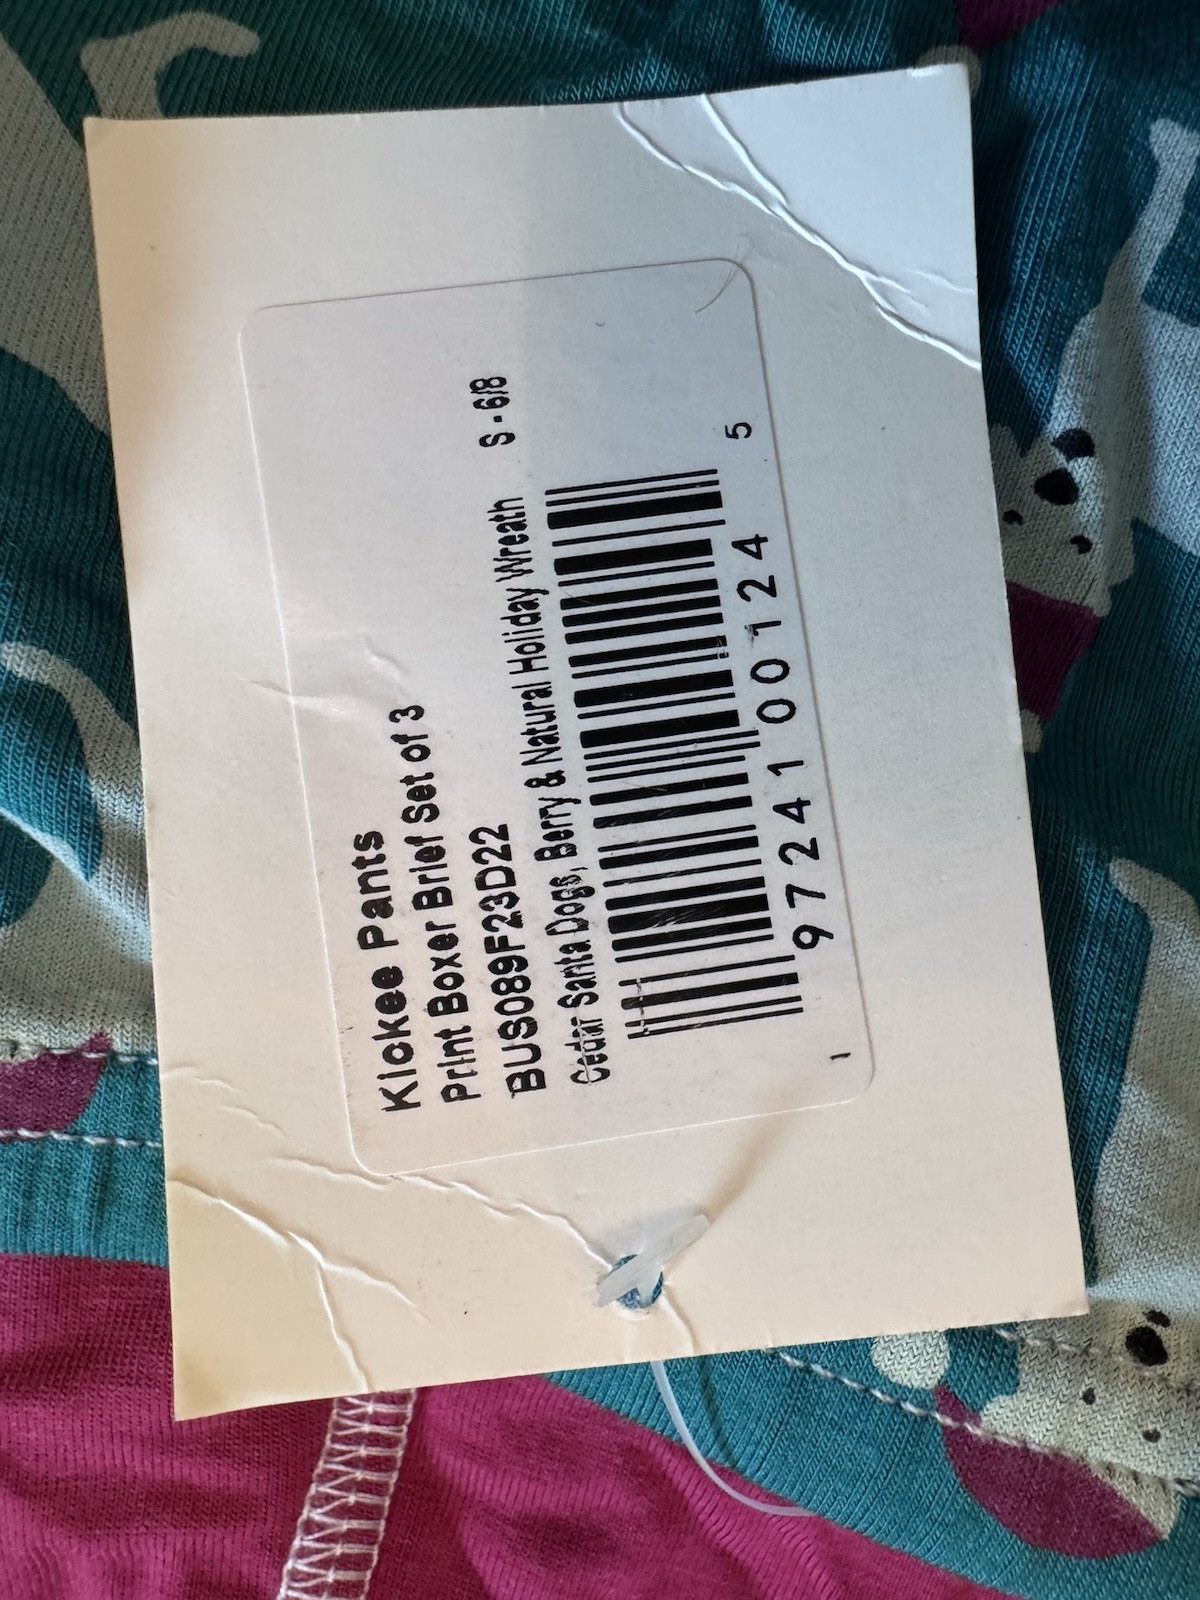 Kickee Pants
Print Boxer Brief Set of 3
BUS089F23D22
Cedar Santa Dogs, Berry & Natural Holiday Wreath S - 6/8
1 97241 00124 5